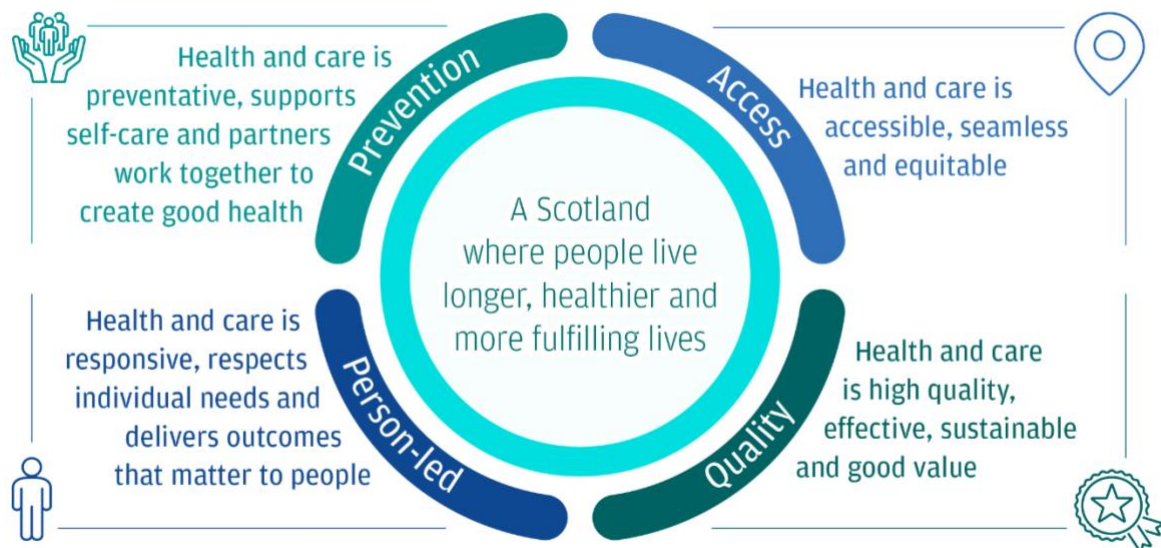 Prevention
Health and care is
preventative, supports
self-care and partners
work together to
create good health
Access
Health and care is
accessible, seamless
and equitable
A Scotland
where people live
longer, healthier and
more fulfilling lives
Person-led
Health and care is
responsive, respects
individual needs and
delivers outcomes
that matter to people
Quality
Health and care
is high quality,
effective, sustainable
and good value